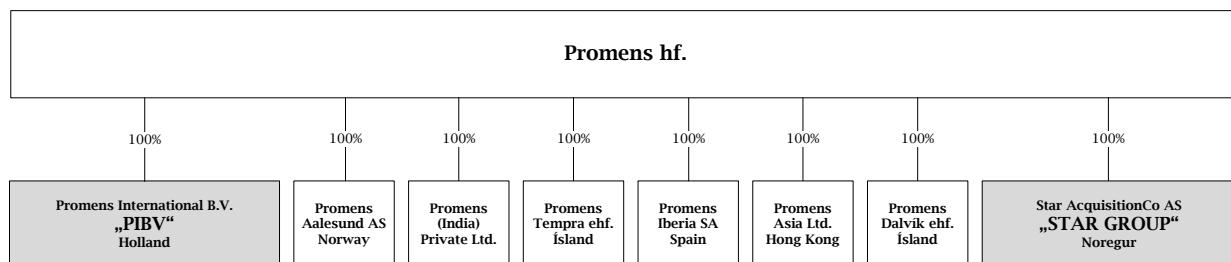 Promens hf.
100%
100%
100%
100%
100%
100%
100%
100%
Promens International B.V.
„PIBV“
Holland
Promens
Aalesund AS
Norway
Promens
(India)
Private Ltd.
Promens
Tempra ehf.
Ísland
Promens
Iberia SA
Spain
Promens
Asia Ltd.
Hong Kong
Promens
Dalvík ehf.
Ísland
Star AcquisitionCo AS
„STAR GROUP“
Noregur